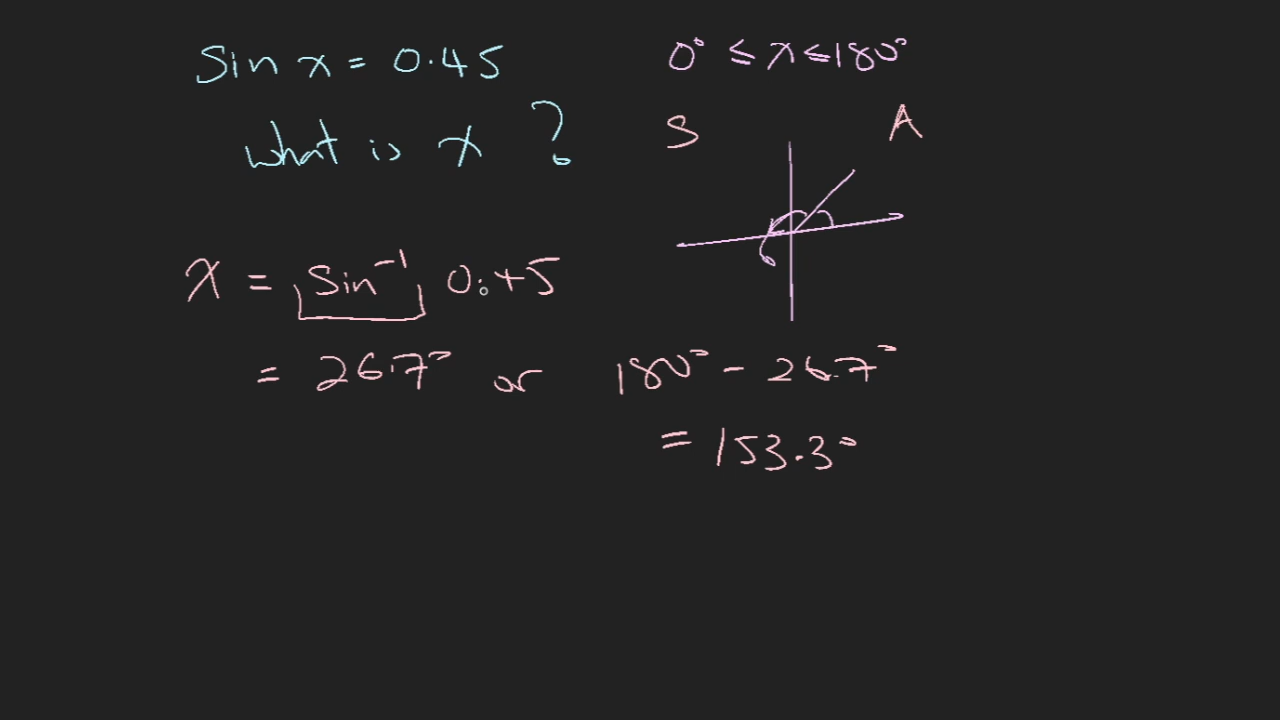 Sin x = 0.45
0° ≤ x ≤ 180°
what is x ?
S A
x = Sin⁻¹ 0.45
= 26.7° or 180° - 26.7°
= 153.3°